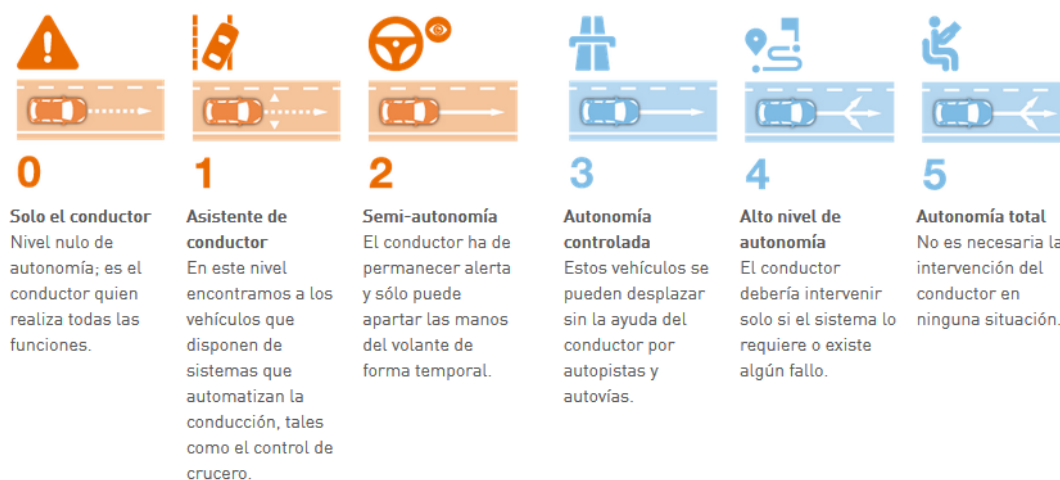 0
Solo el conductor
Nivel nulo de
autonomía; es el
conductor quien
realiza todas las
funciones.
1
Asistente de
conductor
En este nivel
encontramos a los
vehículos que
disponen de
sistemas que
automatizan la
conducción, tales
como el control de
crucero.
2
Semi-autonomía
El conductor ha de
permanecer alerta
y sólo puede
apartar las manos
del volante de
forma temporal.
3
Autonomía
controlada
Estos vehículos se
pueden desplazar
sin la ayuda del
conductor por
autopistas y
autovías.
4
Alto nivel de
autonomía
El conductor
debería intervenir
solo si el sistema lo
requiere o existe
algún fallo.
5
Autonomía total
No es necesaria la
intervención del
conductor en
ninguna situación.